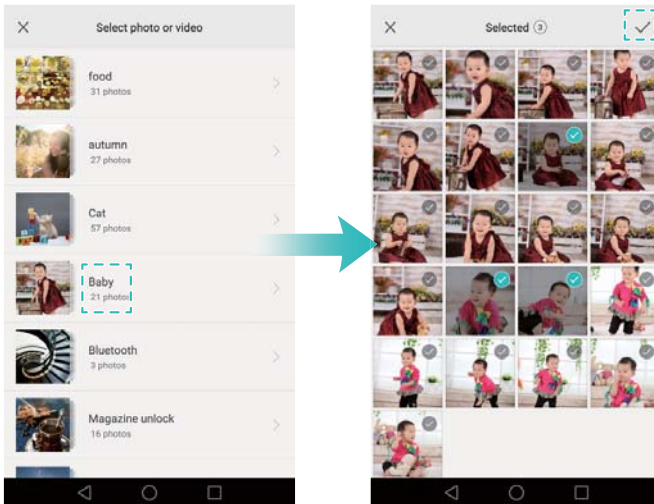 Select photo or video
food
31 photos
autumn
27 photos
Cat
57 photos
Baby
21 photos
Bluetooth
3 photos
Magazine unlock
16 photos
Selected 3